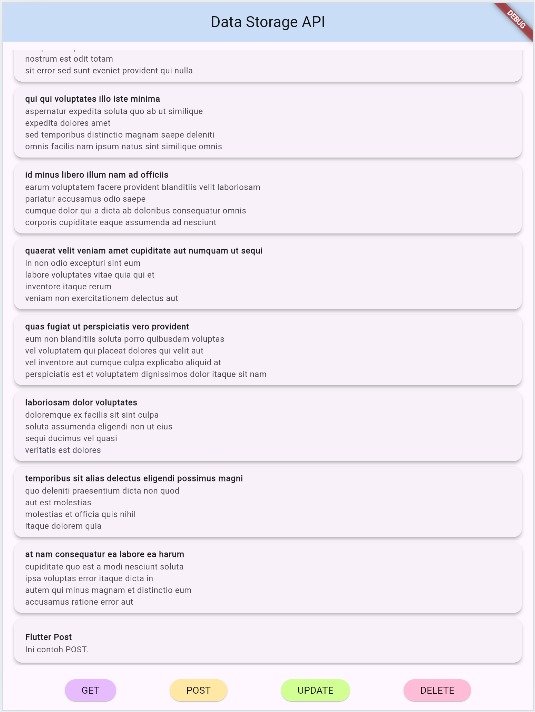 Data Storage API
DEBUG
nostrum est odit totam
sit error sed sunt eveniet provident qui nulla
qui qui voluptates illo iste minima
aspernatur expedita soluta quo ab ut similique
expedita dolores amet
sed temporibus distinctio magnam saepe deleniti
omnis facilis nam ipsum natus sint similique omnis
id minus libero illum nam ad officiis
earum voluptatem facere provident blanditiis velit laboriosam
pariatur accusamus odio saepe
cumque dolor qui a dicta ab doloribus consequatur omnis
corporis cupiditate eaque assumenda ad nesciunt
quaerat velit veniam amet cupiditate aut numquam ut sequi
in non odio excepturi sint eum
labore voluptates vitae quia qui et
inventore itaque rerum
veniam non exercitationem delectus aut
quas fugiat ut perspiciatis vero provident
eum non blanditiis soluta porro quibusdam voluptas
vel voluptatem qui placeat dolores qui velit aut
vel inventore aut cumque culpa explicabo aliquid at
perspiciatis est et voluptatem dignissimos dolor itaque sit nam
laboriosam dolor voluptates
doloremque ex facilis sit sint culpa
soluta assumenda eligendi non ut eius
sequi ducimus vel quasi
veritatis est dolores
temporibus sit alias delectus eligendi possimus magni
quo deleniti praesentium dicta non quod
aut est molestias
molestias et officia quis nihil
itaque dolorem quia
at nam consequatur ea labore ea harum
cupiditate quo est a modi nesciunt soluta
ipsa voluptas error itaque dicta in
autem qui minus magnam et distinctio eum
accusamus ratione error aut
Flutter Post
Ini contoh POST.
GET POST UPDATE DELETE